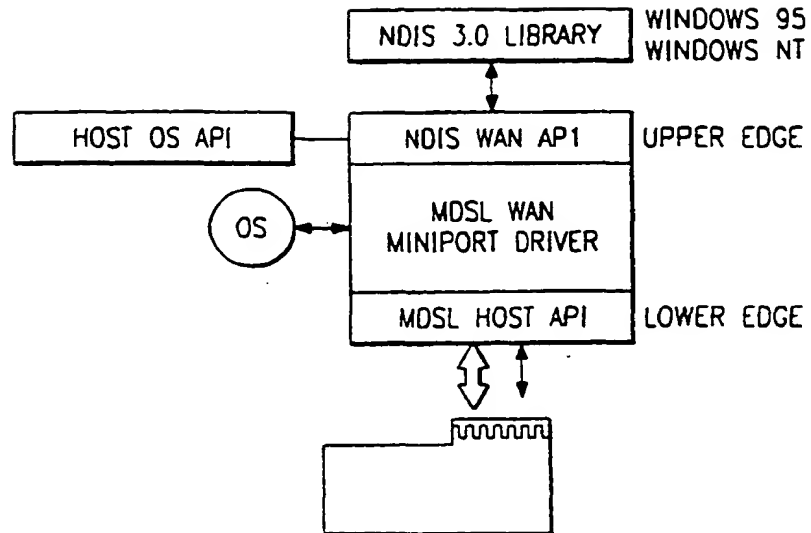 NDIS 3.0 LIBRARY
WINDOWS 95
WINDOWS NT
HOST OS API
NDIS WAN AP1
UPPER EDGE
OS
MDSL WAN
MINIPORT DRIVER
MDSL HOST API
LOWER EDGE